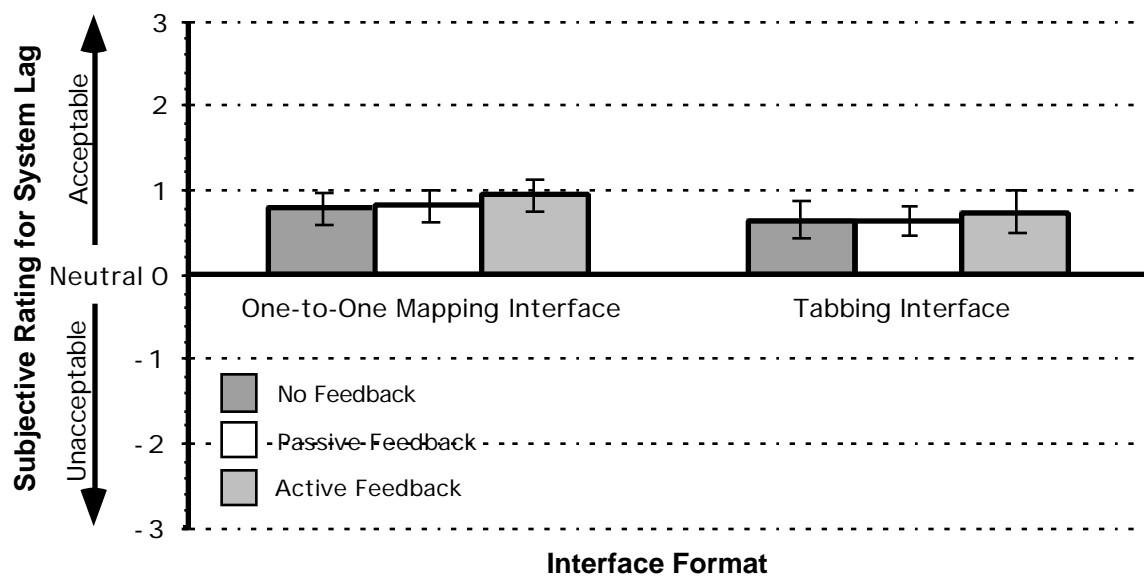 Subjective Rating for System Lag
Acceptable
Unacceptable
3
2
1
Neutral 0
-1
-2
-3
One-to-One Mapping Interface
Tabbing Interface
No Feedback
Passive Feedback
Active Feedback
Interface Format